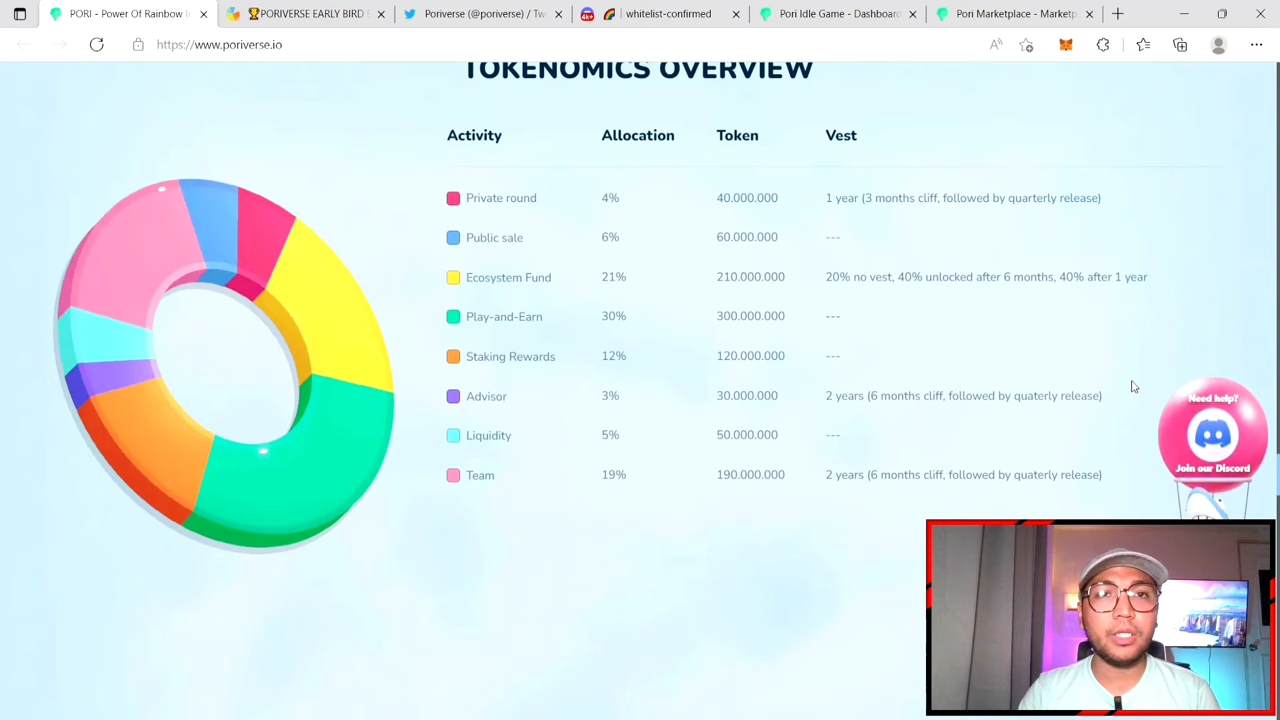 PORI - Pones Of Rainbow I
PORIVERSE EARLY BIRD E
Twitter
Poriverse (@poriverse) / Tw
4k+
whitelist-confirmed
Pori Idle Game - Dashboard
Pori Marketplace - Marketp
https://www.poriverse.io
TOKENOMICS OVERVIEW
Activity Allocation Token Vest
Private round 4% 40.000.000 1 year (3 months cliff, followed by quarterly release)
Public sale 6% 60.000.000 ---
Ecosystem Fund 21% 210.000.000 20% no vest, 40% unlocked after 6 months, 40% after 1 year
Play-and-Earn 30% 300.000.000 ---
Staking Rewards 12% 120.000.000 ---
Advisor 3% 30.000.000 2 years (6 months cliff, followed by quaterly release)
Liquidity 5% 50.000.000 ---
Team 19% 190.000.000 2 years (6 months cliff, followed by quaterly release)
Need help?
Join our Discord